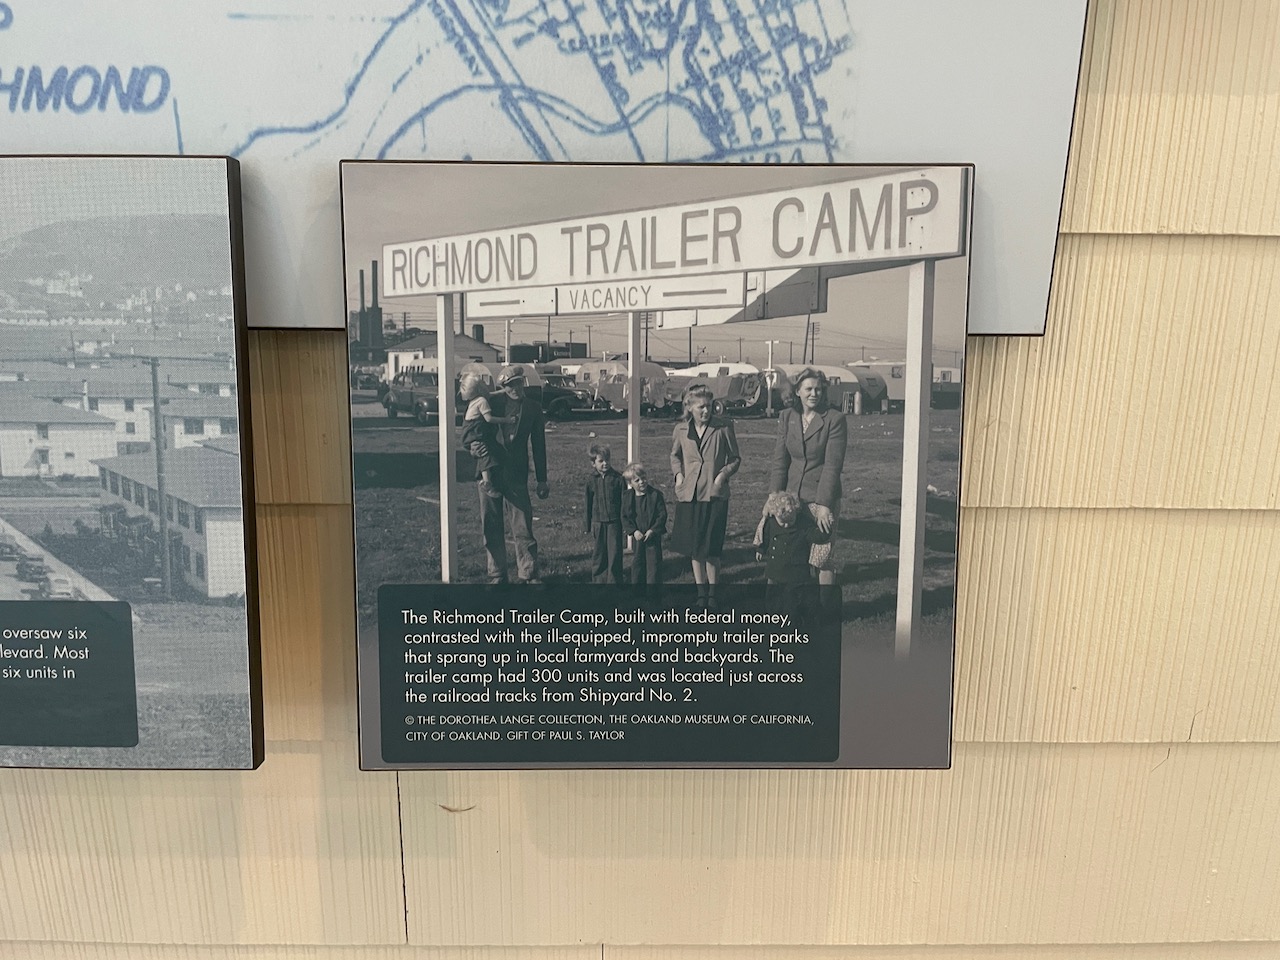 HMOND
RICHMOND TRAILER CAMP
VACANCY
oversaw six
levard. Most
six units in
The Richmond Trailer Camp, built with federal money,
contrasted with the ill-equipped, impromptu trailer parks
that sprang up in local farmyards and backyards. The
trailer camp had 300 units and was located just across
the railroad tracks from Shipyard No. 2.
© THE DOROTHEA LANGE COLLECTION, THE OAKLAND MUSEUM OF CALIFORNIA,
CITY OF OAKLAND. GIFT OF PAUL S. TAYLOR